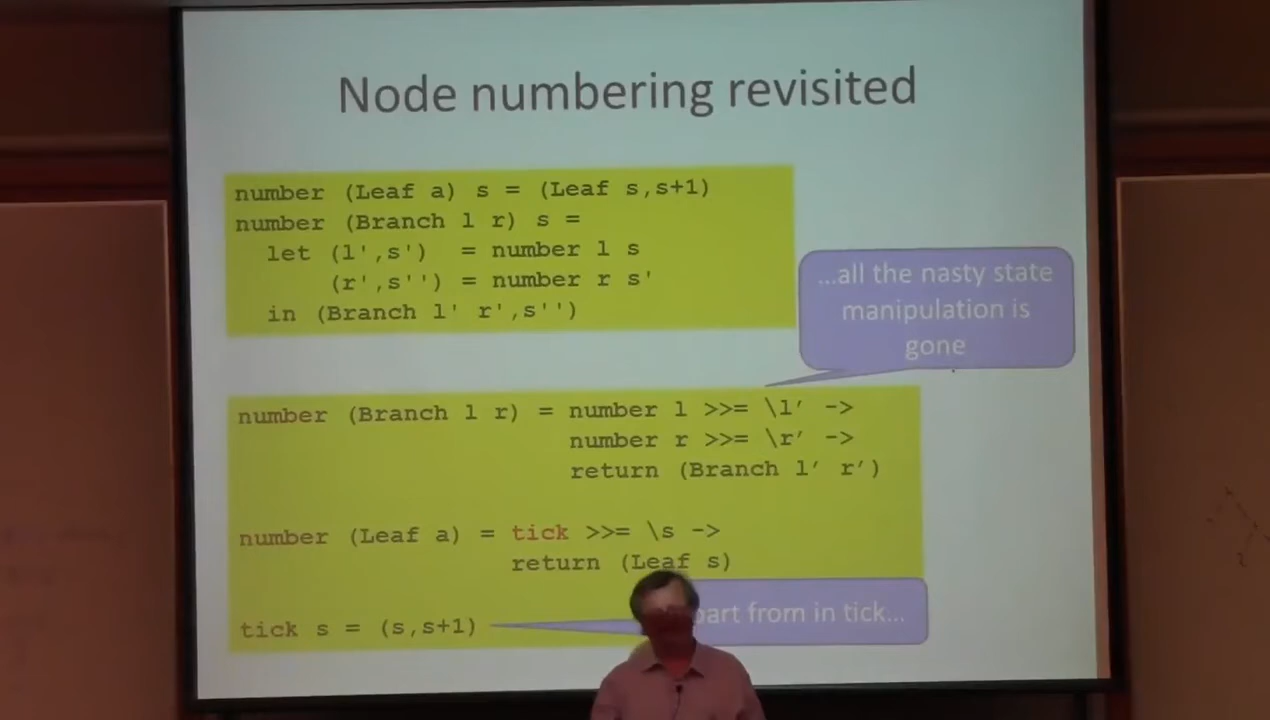 Node numbering revisited
number (Leaf a) s = (Leaf s,s+1)
number (Branch l r) s =
let (l',s') = number l s
(r',s'') = number r s'
in (Branch l' r',s'')
...all the nasty state
manipulation is
gone
number (Branch l r) = number l >>= \l′ ->
number r >>= \r′ ->
return (Branch l′ r′)
number (Leaf a) = tick >>= \s ->
return (Leaf s)
part from in tick...
tick s = (s,s+1)